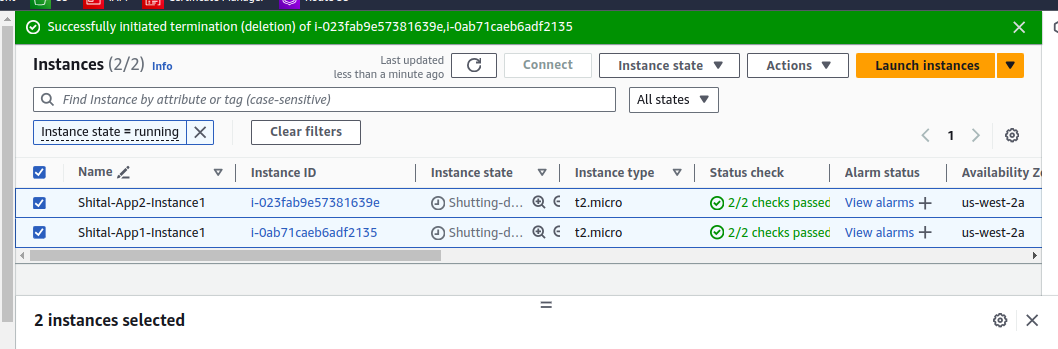 Successfully initiated termination (deletion) of i-023fab9e57381639e,i-0ab71caeb6adf2135
Instances (2/2) Info
Last updated
less than a minute ago
Connect
Instance state
Actions
Launch instances
Find Instance by attribute or tag (case-sensitive)
All states
Instance state = running
Clear filters
1
Name Instance ID Instance state Instance type Status check Alarm status Availability Z
Shital-App2-Instance1 i-023fab9e57381639e Shutting-d... t2.micro 2/2 checks passed View alarms us-west-2a
Shital-App1-Instance1 i-0ab71caeb6adf2135 Shutting-d... t2.micro 2/2 checks passed View alarms us-west-2a
2 instances selected